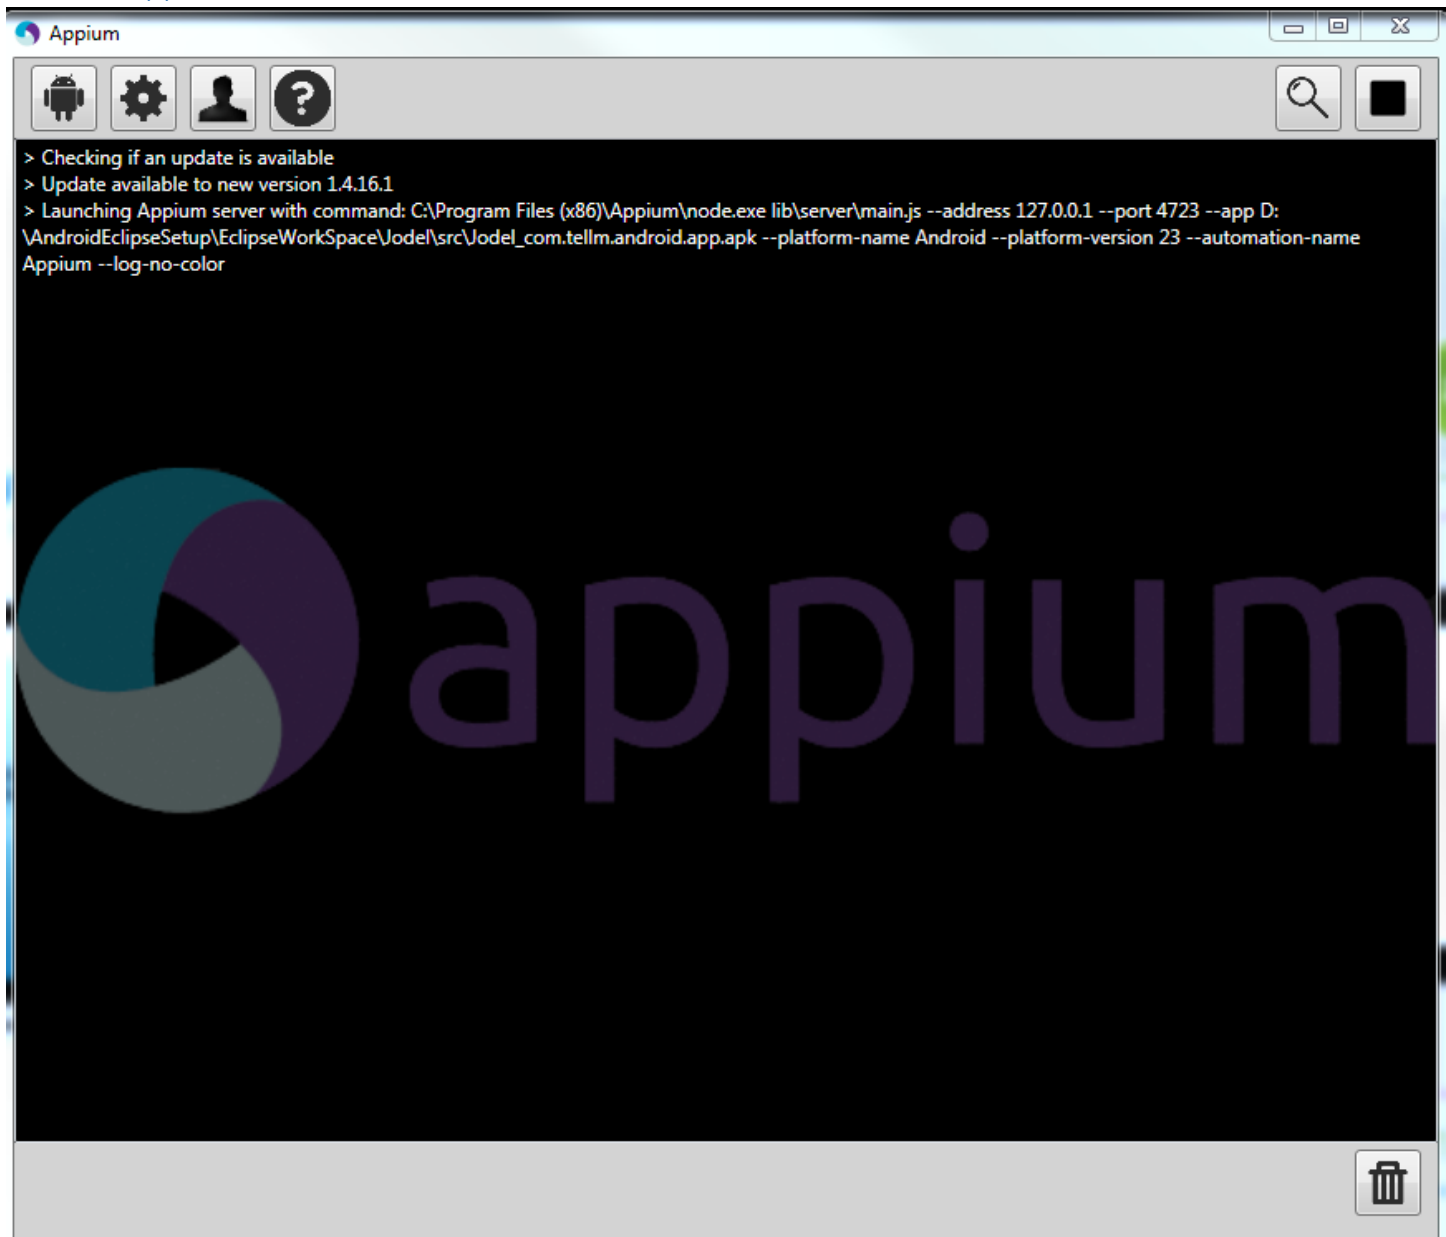 Appium
> Checking if an update is available
> Update available to new version 1.4.16.1
> Launching Appium server with command: C:\Program Files (x86)\Appium\node.exe lib\server\main.js --address 127.0.0.1 --port 4723 --app D:
\AndroidEclipseSetup\EclipseWorkSpace\Jodel\src\Jodel_com.tellm.android.app.apk --platform-name Android --platform-version 23 --automation-name
Appium --log-no-color
appium